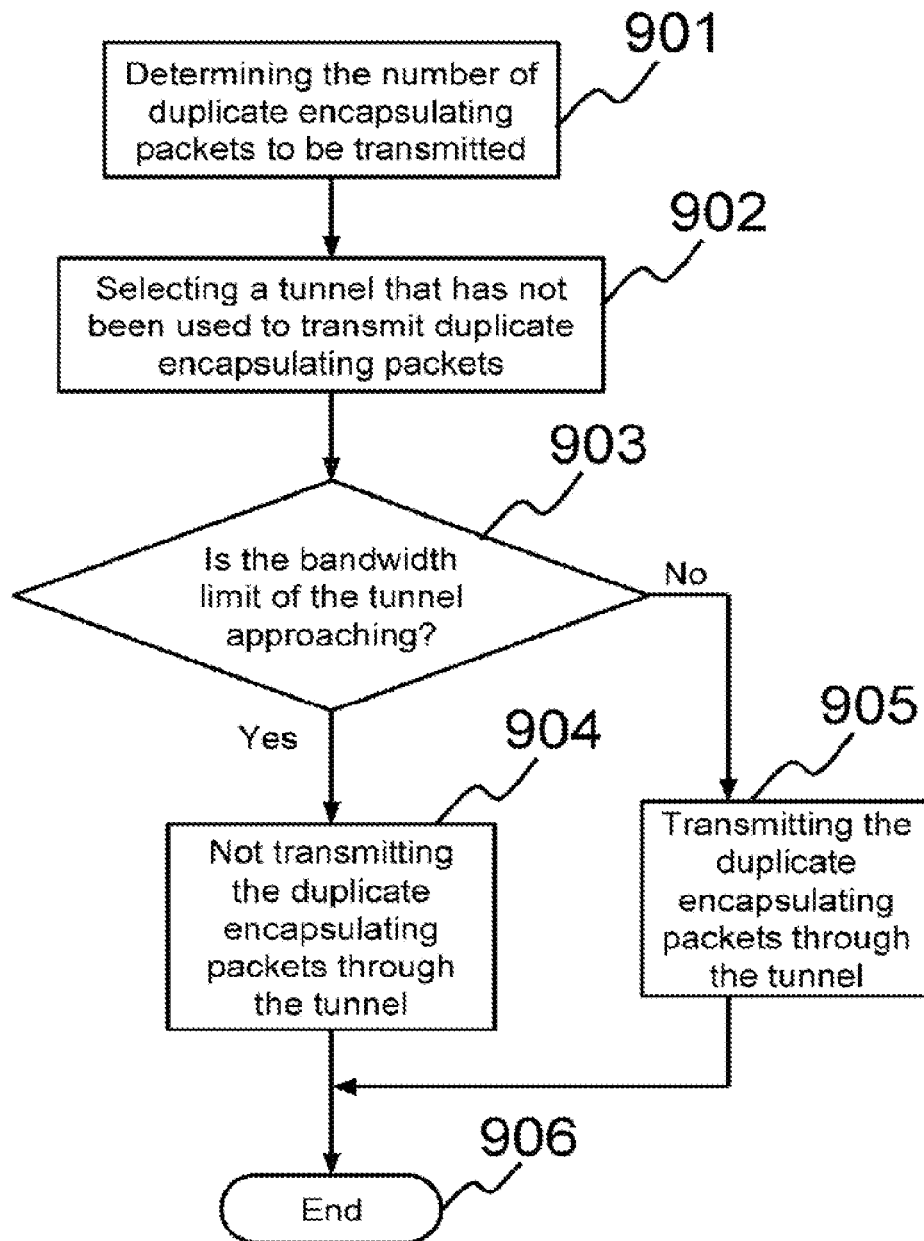 901
Determining the number of
duplicate encapsulating
packets to be transmitted
902
Selecting a tunnel that has not
been used to transmit duplicate
encapsulating packets
903
Is the bandwidth
limit of the tunnel
approaching?
No
Yes
904
905
Not transmitting
the duplicate
encapsulating
packets through
the tunnel
Transmitting the
duplicate
encapsulating
packets through
the tunnel
906
End